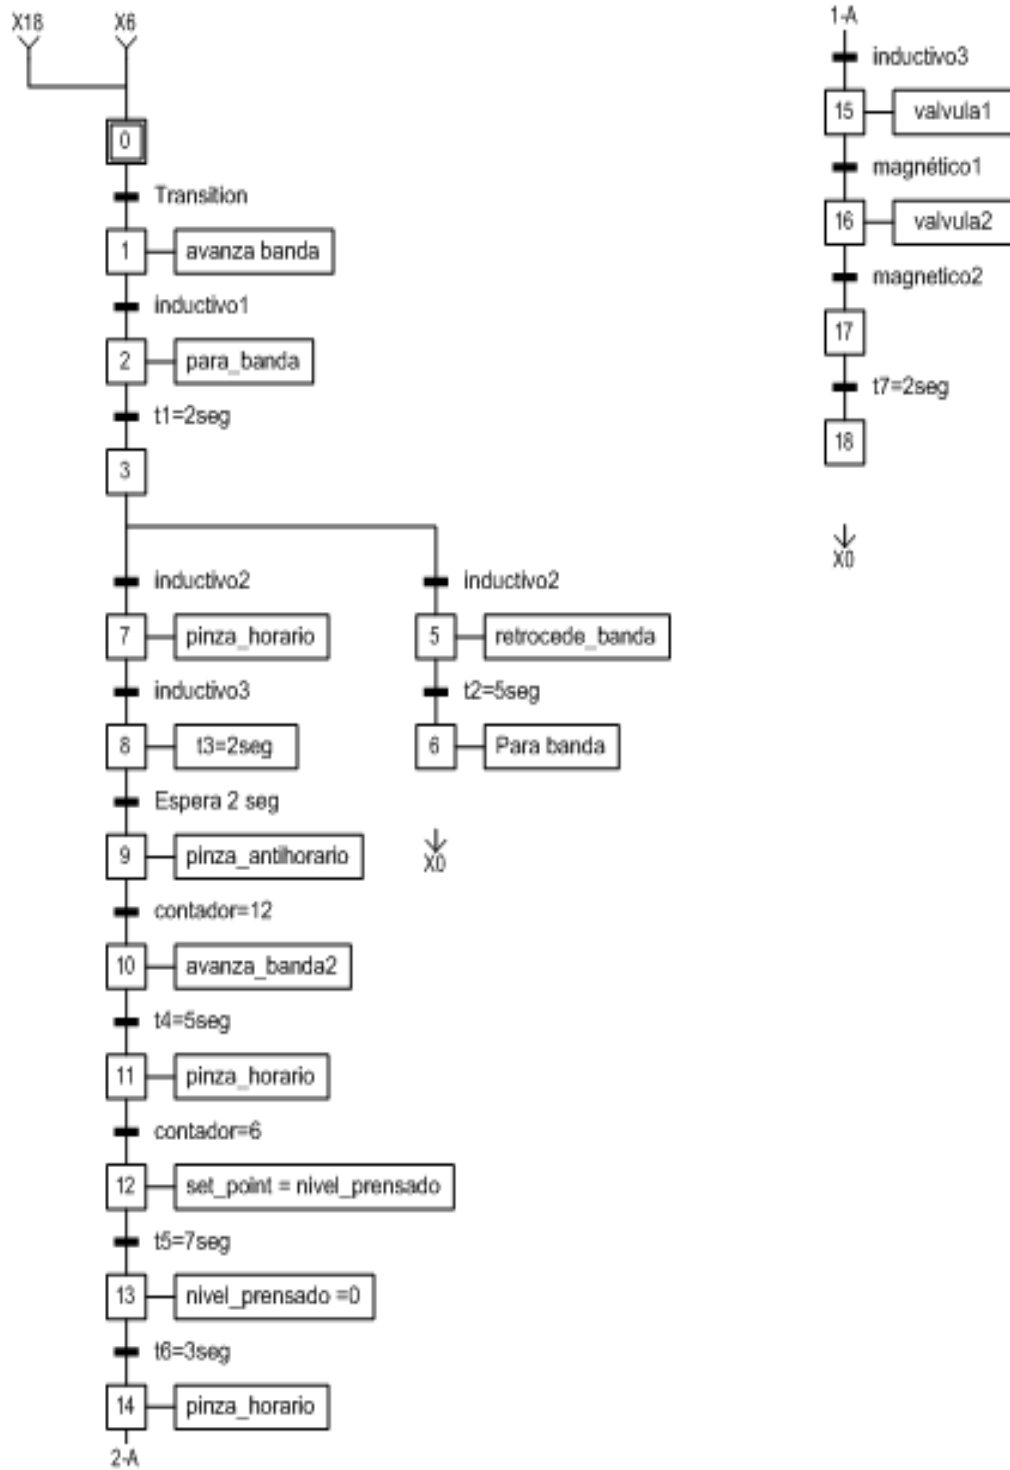 X18
X6
0
Transition
1
avanza banda
inductivo1
2
para_banda
t1=2seg
3
inductivo2
7
pinza_horario
inductivo3
8
t3=2seg
Espera 2 seg
9
pinza_antihorario
contador=12
10
avanza_banda2
t4=5seg
11
pinza_horario
contador=6
12
set_point = nivel_prensado
t5=7seg
13
nivel_prensado =0
t6=3seg
14
pinza_horario
2-A
inductivo2
5
retrocede_banda
t2=5seg
6
Para banda
X0
1-A
inductivo3
15
valvula1
magnético1
16
valvula2
magnetico2
17
t7=2seg
18
X0